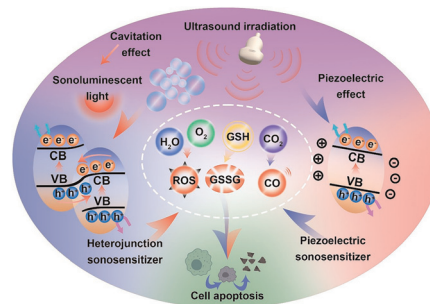 Cavitation
effect
Ultrasound irradiation
Sonoluminescent
light
Piezoelectric
effect
e⁻ e⁻ e⁻
CB
VB
h⁺ h⁺ h⁺
e⁻ e⁻ e⁻
CB
VB
h⁺ h⁺ h⁺
H₂O
O₂
GSH
CO₂
ROS
GSSG
CO
e⁻ e⁻ e⁻
CB
VB
h⁺ h⁺ h⁺
+
+
+
-
-
-
Heterojunction
sonosensitizer
Piezoelectric
sonosensitizer
Cell apoptosis